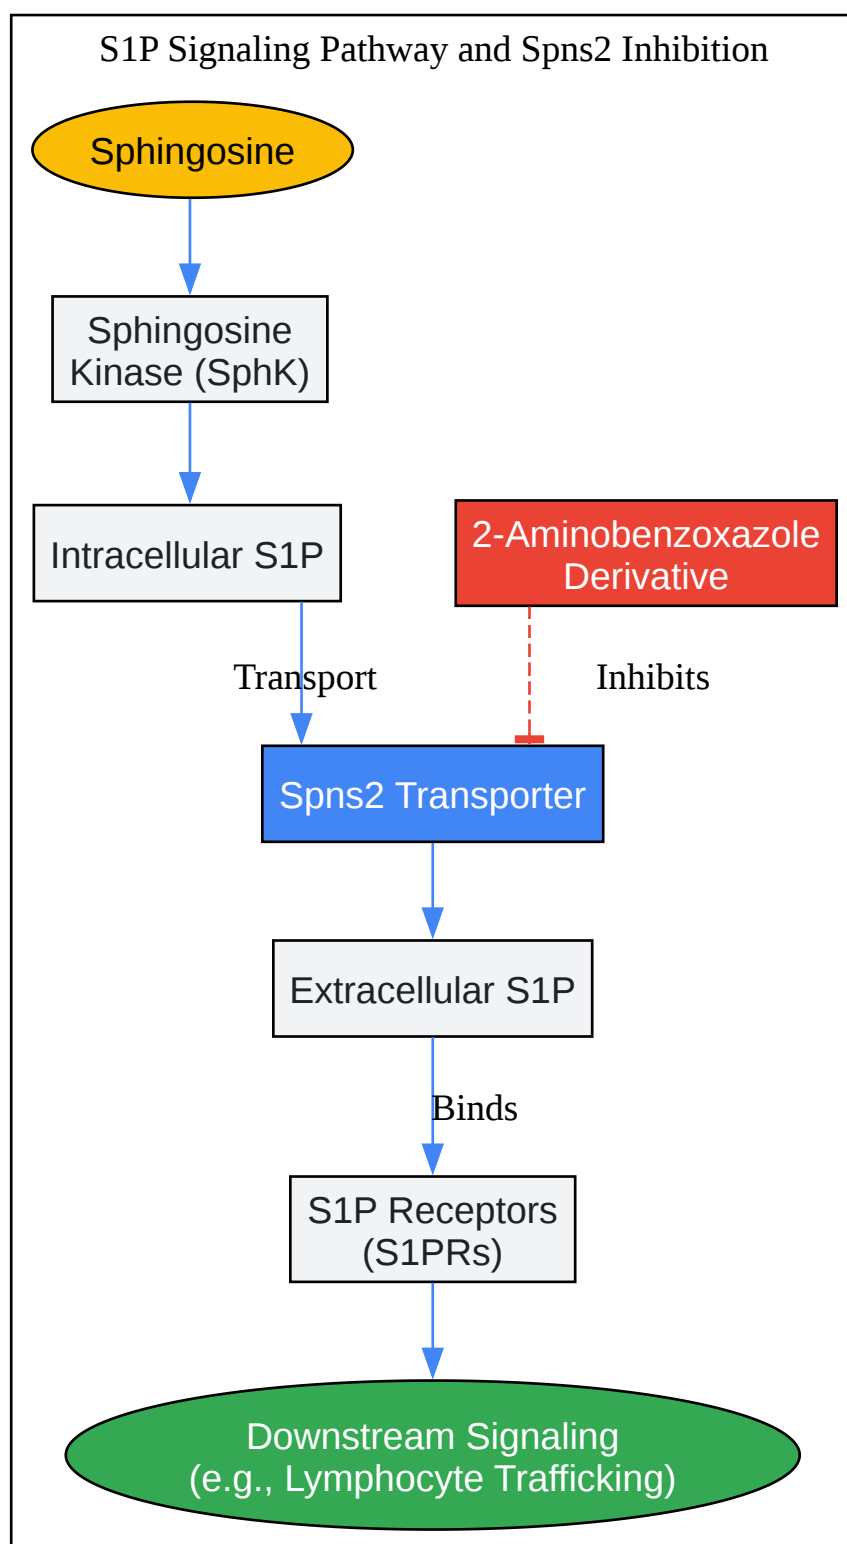 S1P Signaling Pathway and Spns2 Inhibition
Sphingosine
Sphingosine
Kinase (SphK)
Intracellular S1P
2-Aminobenzoxazole
Derivative
Transport
Inhibits
Spns2 Transporter
Extracellular S1P
Binds
S1P Receptors
(S1PRs)
Downstream Signaling
(e.g., Lymphocyte Trafficking)